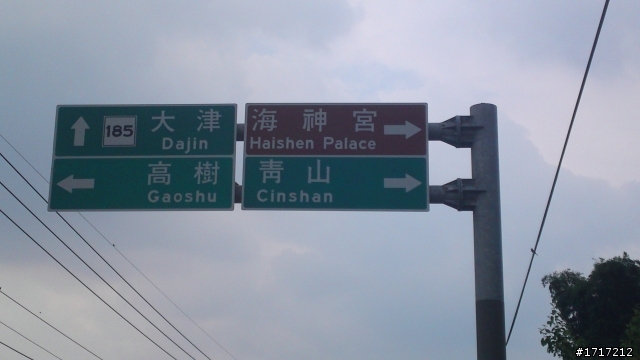 185 大津
Dajin
高樹
Gaoshu
海神宮
Haishen Palace
青山
Cinshan
#1717212